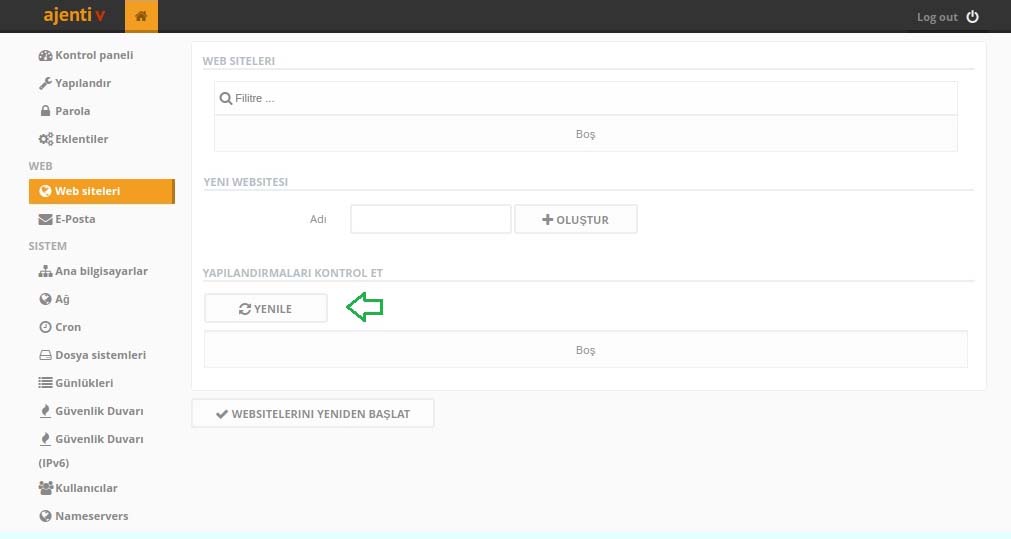 ajenti v
Log out
Kontrol paneli
Yapılandır
Parola
Eklentiler
WEB
Web siteleri
E-Posta
SİSTEM
Ana bilgisayarlar
Ağ
Cron
Dosya sistemleri
Günlükleri
Güvenlik Duvarı
Güvenlik Duvarı
(IPv6)
Kullanıcılar
Nameservers
WEB SITELERI
Filitre ...
Boş
YENI WEBSITESI
Adı
OLUŞTUR
YAPILANDIRMALARI KONTROL ET
YENILE
Boş
WEBSITELERINI YENIDEN BAŞLAT